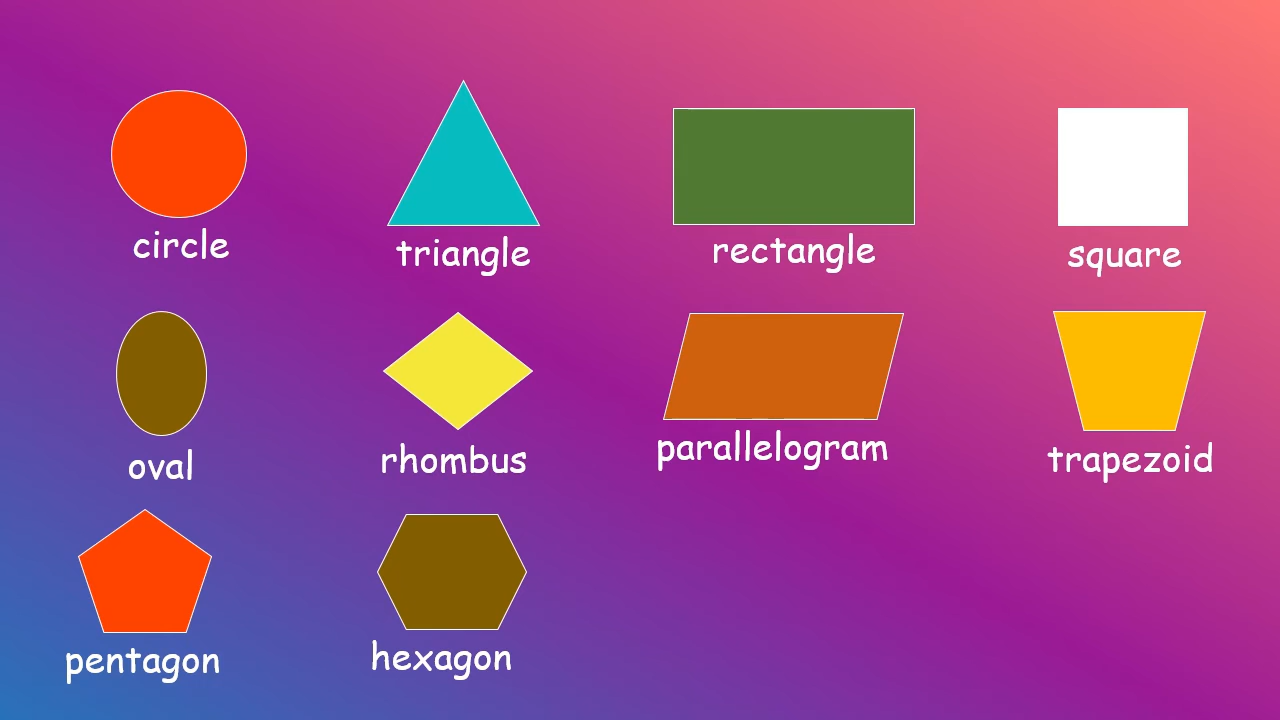 circle
triangle
rectangle
square
oval
rhombus
parallelogram
trapezoid
pentagon
hexagon